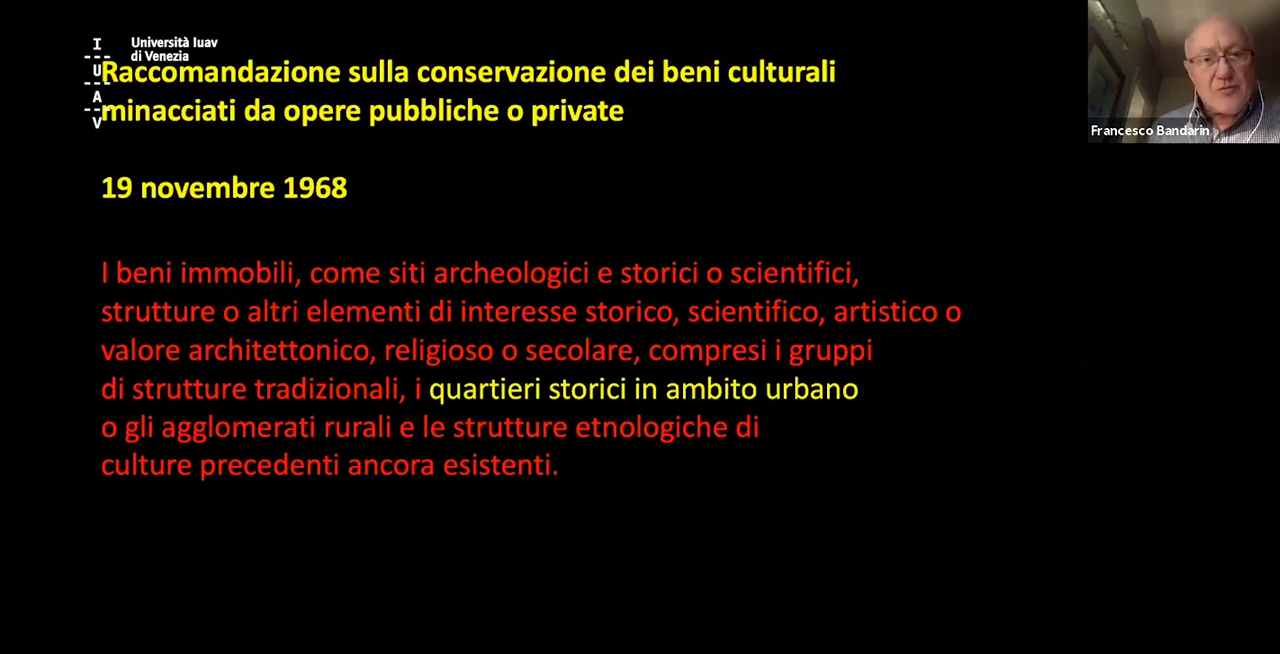 I
U
A
V
Università Iuav
di Venezia
Raccomandazione sulla conservazione dei beni culturali
minacciati da opere pubbliche o private
19 novembre 1968
I beni immobili, come siti archeologici e storici o scientifici,
strutture o altri elementi di interesse storico, scientifico, artistico o
valore architettonico, religioso o secolare, compresi i gruppi
di strutture tradizionali, i quartieri storici in ambito urbano
o gli agglomerati rurali e le strutture etnologiche di
culture precedenti ancora esistenti.
Francesco Bandarin